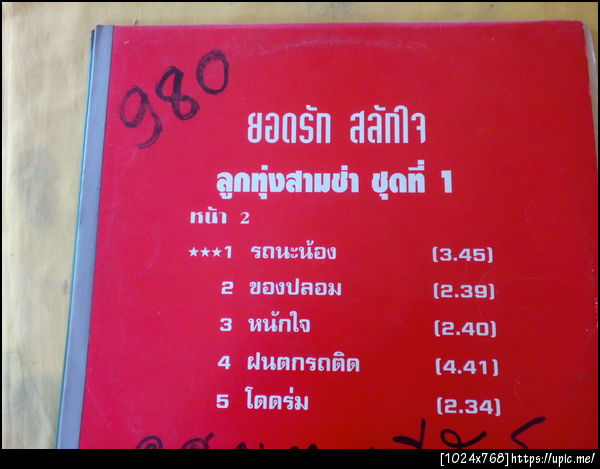 980
ยอดรัก สลักใจ
ลูกทุ่งสามช่า ชุดที่ 1
หน้า 2
★★★1 รถนะน้อง (3.45)
2 ของปลอม (2.39)
3 หนักใจ (2.40)
4 ฝนตกรถติด (4.41)
5 โดดร่ม (2.34)
[1024x768]https://upic.me/